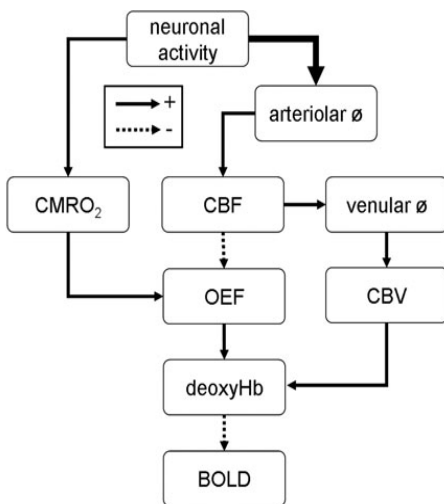 neuronal
activity
+
-
arteriolar ø
CMRO₂
CBF
venular ø
OEF
CBV
deoxyHb
BOLD